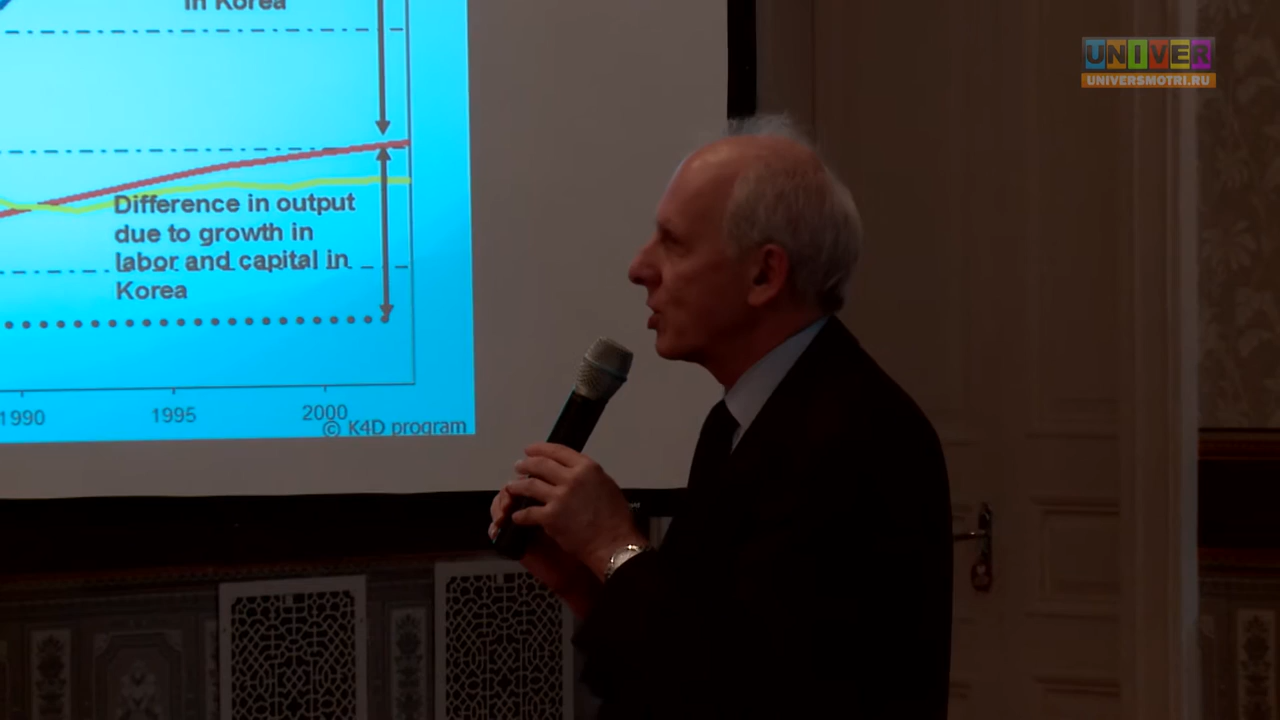 in Korea
Difference in output
due to growth in
labor and capital in
Korea
1990
1995
2000
© K4D program
UNIVER
UNIVERSMOTRI.RU